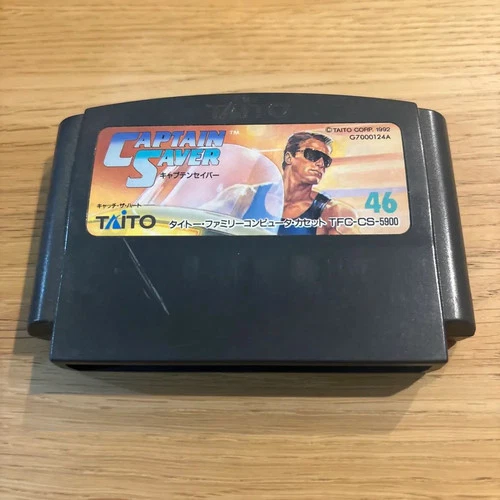 TAITO
CAPTAIN SAVER™
キャプテンセイバー
©TAITO CORP. 1992
G7000124A
46
キャッチ・ザ・ハート
TAITO
タイトー・ファミリーコンピュータ・カセット TFC-CS-5900